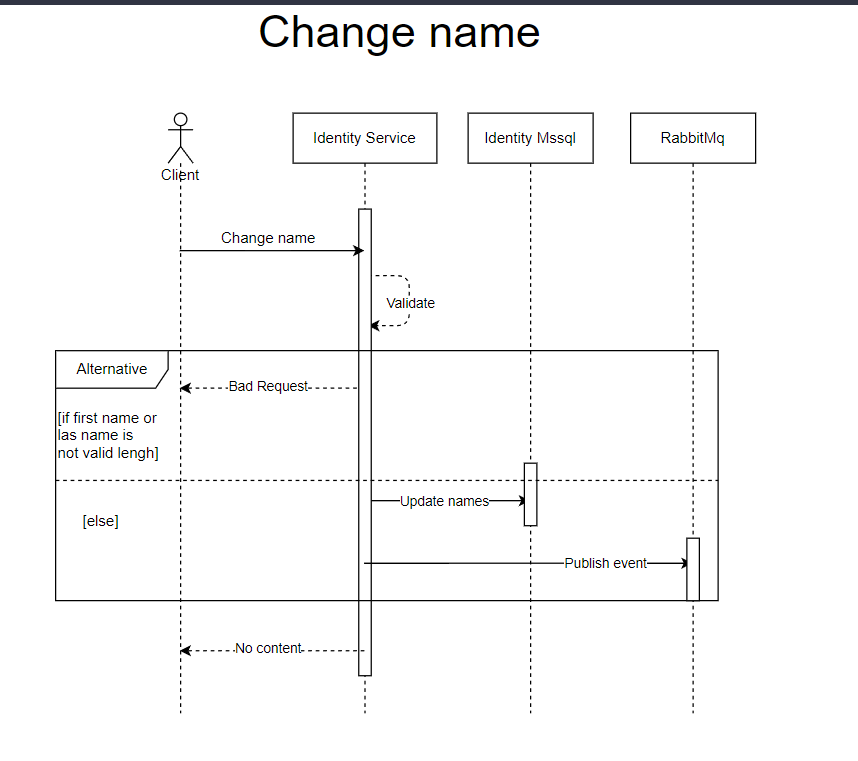 Change name
Client
Identity Service
Identity Mssql
RabbitMq
Change name
Validate
Alternative
Bad Request
[if first name or
las name is
not valid lengh]
Update names
[else]
Publish event
No content